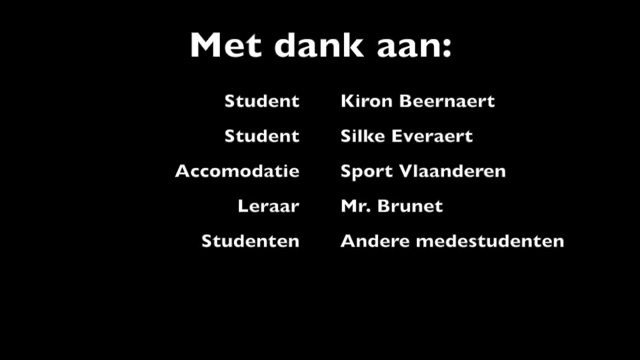 Met dank aan:
Student Kiron Beernaert
Student Silke Everaert
Accomodatie Sport Vlaanderen
Leraar Mr. Brunet
Studenten Andere medestudenten